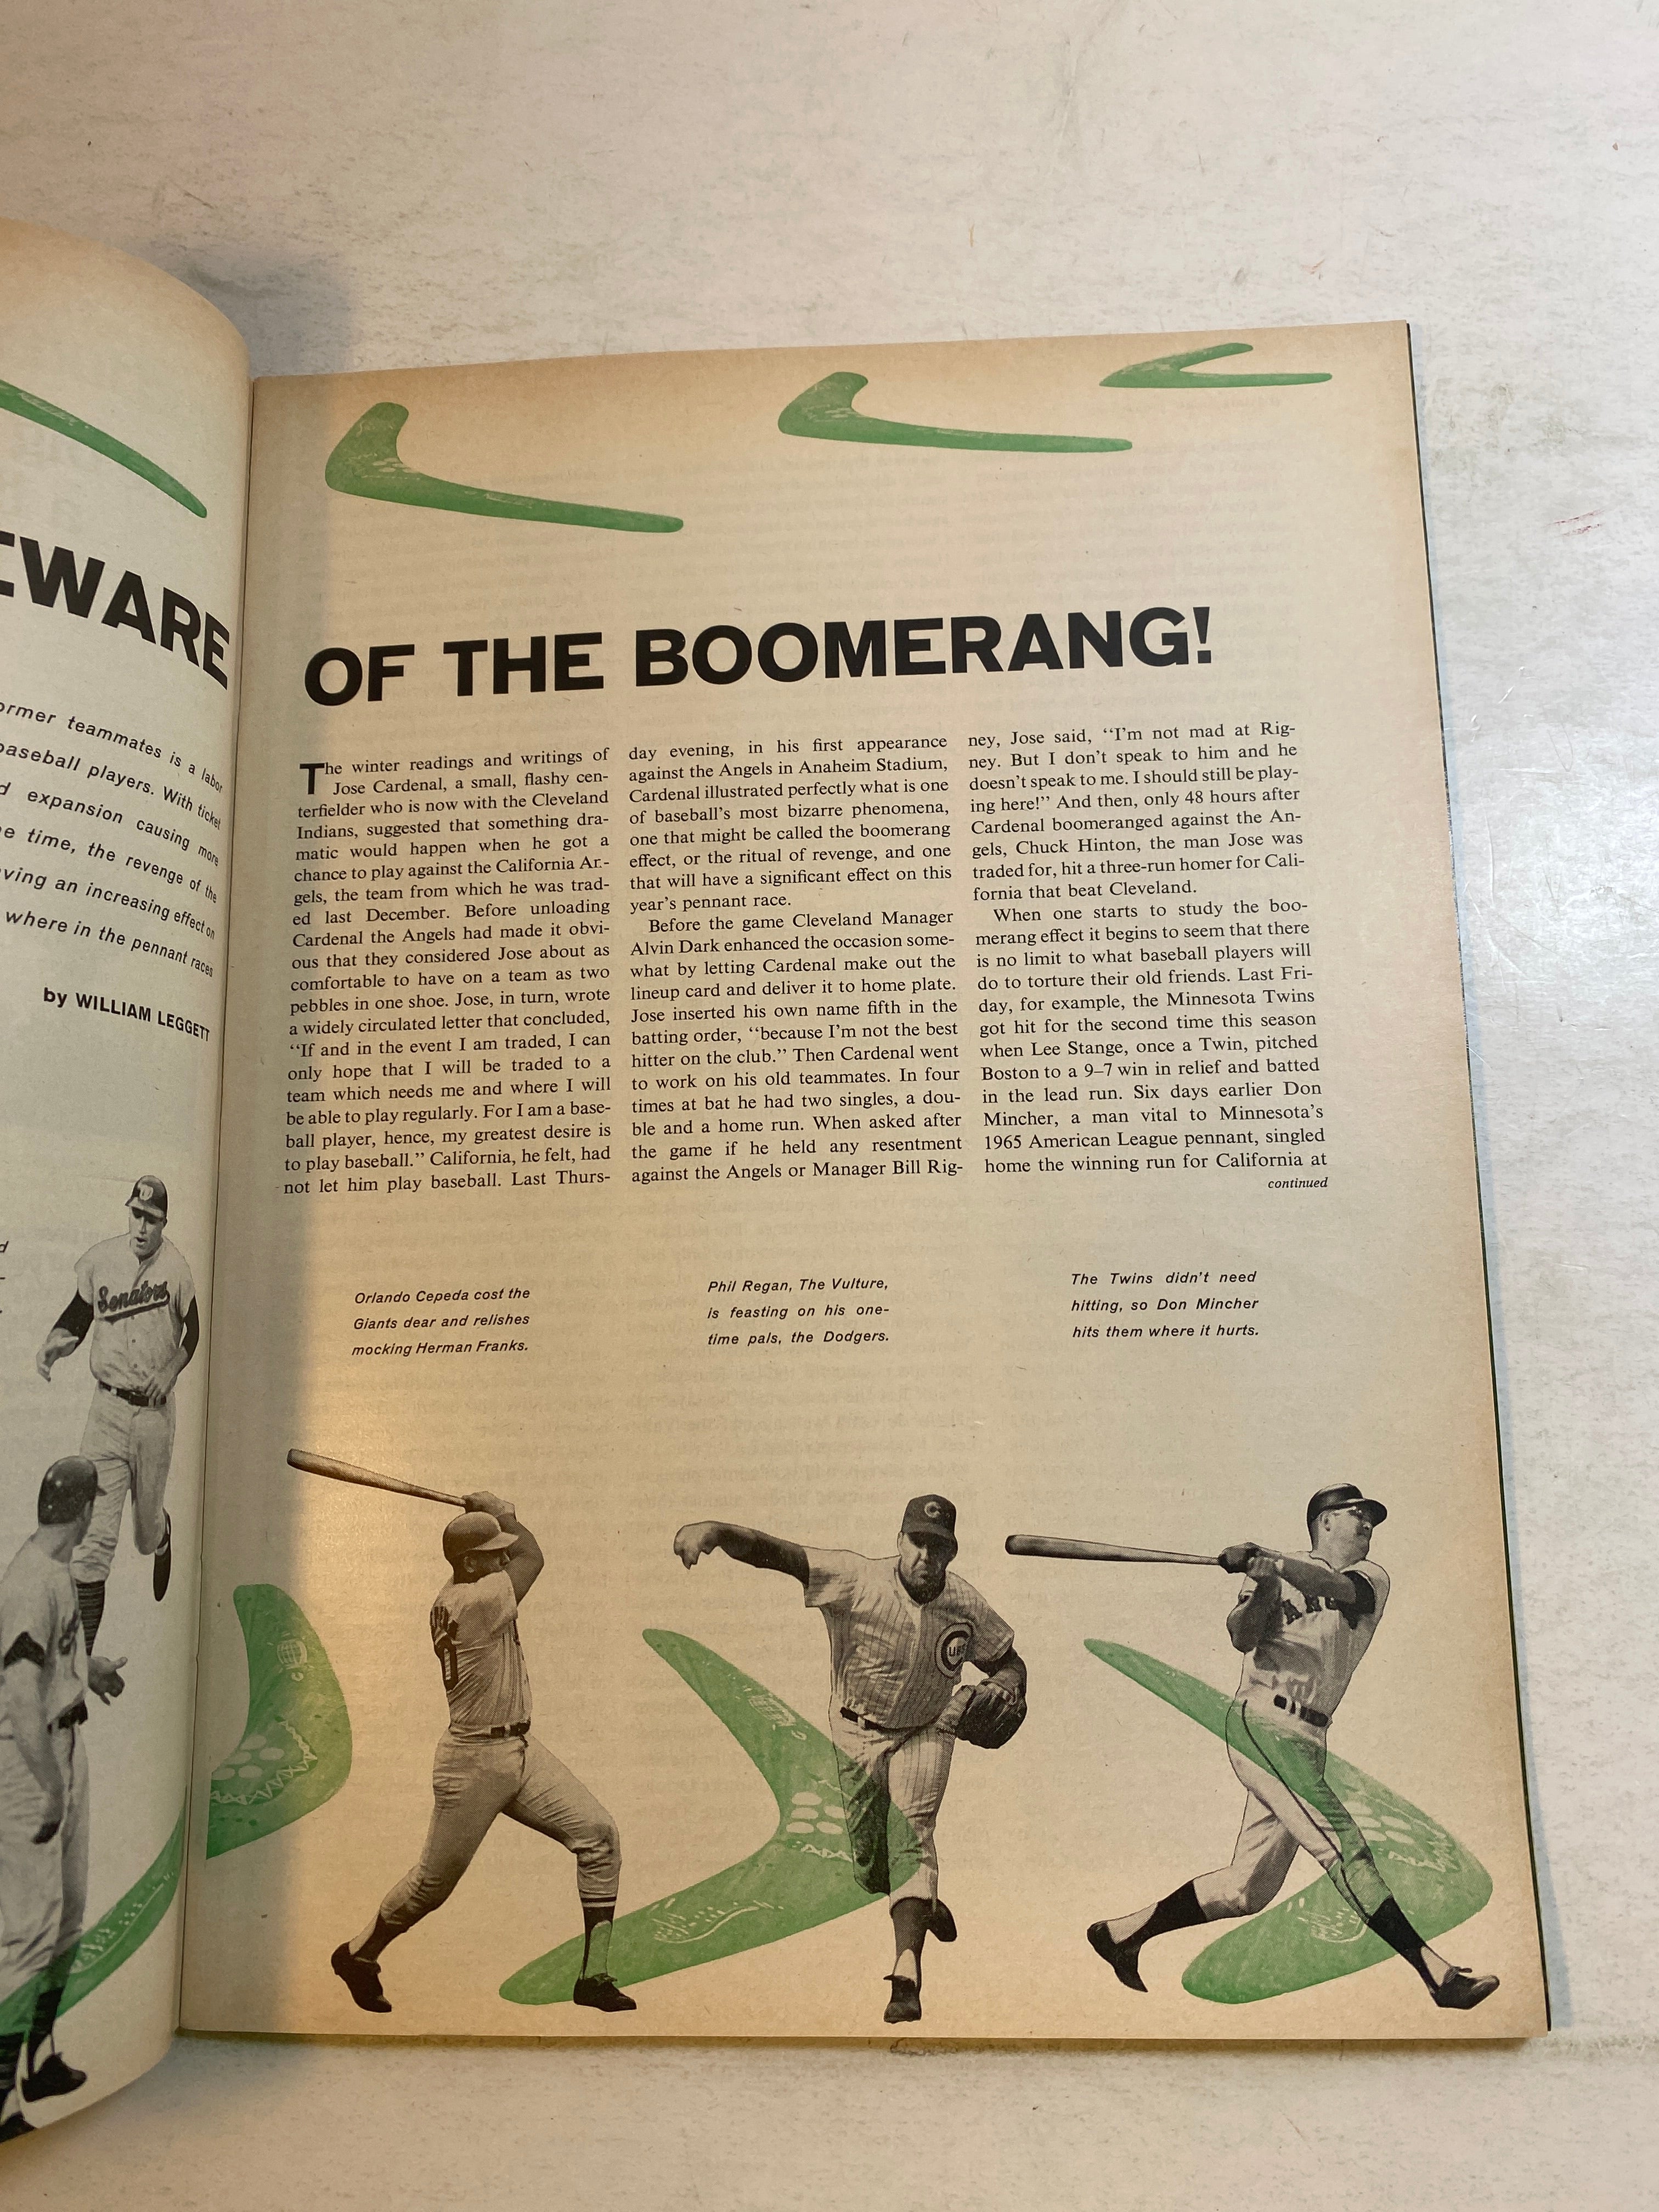 EWARE
ormer teammates is a labor
baseball players. With ticket
d expansion causing more
e time, the revenge of the
ving an increasing effect on
where in the pennant races
by WILLIAM LEGGETT
Senators
OF THE BOOMERANG!
The winter readings and writings of
Jose Cardenal, a small, flashy cen-
terfielder who is now with the Cleveland
Indians, suggested that something dra-
matic would happen when he got a
chance to play against the California An-
gels, the team from which he was trad-
ed last December. Before unloading
Cardenal the Angels had made it obvi-
ous that they considered Jose about as
comfortable to have on a team as two
pebbles in one shoe. Jose, in turn, wrote
a widely circulated letter that concluded,
“If and in the event I am traded, I can
only hope that I will be traded to a
team which needs me and where I will
be able to play regularly. For I am a base-
ball player, hence, my greatest desire is
to play baseball.” California, he felt, had
not let him play baseball. Last Thurs-
day evening, in his first appearance
against the Angels in Anaheim Stadium,
Cardenal illustrated perfectly what is one
of baseball’s most bizarre phenomena,
one that might be called the boomerang
effect, or the ritual of revenge, and one
that will have a significant effect on this
year’s pennant race.
Before the game Cleveland Manager
Alvin Dark enhanced the occasion some-
what by letting Cardenal make out the
lineup card and deliver it to home plate.
Jose inserted his own name fifth in the
batting order, “because I’m not the best
hitter on the club.” Then Cardenal went
to work on his old teammates. In four
times at bat he had two singles, a dou-
ble and a home run. When asked after
the game if he held any resentment
against the Angels or Manager Bill Rig-
ney, Jose said, “I’m not mad at Rig-
ney. But I don’t speak to him and he
doesn’t speak to me. I should still be play-
ing here!” And then, only 48 hours after
Cardenal boomeranged against the An-
gels, Chuck Hinton, the man Jose was
traded for, hit a three-run homer for Cali-
fornia that beat Cleveland.
When one starts to study the boo-
merang effect it begins to seem that there
is no limit to what baseball players will
do to torture their old friends. Last Fri-
day, for example, the Minnesota Twins
got hit for the second time this season
when Lee Stange, once a Twin, pitched
Boston to a 9–7 win in relief and batted
in the lead run. Six days earlier Don
Mincher, a man vital to Minnesota’s
1965 American League pennant, singled
home the winning run for California at
continued
Orlando Cepeda cost the
Giants dear and relishes
mocking Herman Franks.
Phil Regan, The Vulture,
is feasting on his one-
time pals, the Dodgers.
The Twins didn’t need
hitting, so Don Mincher
hits them where it hurts.
C
CUBS
ANG